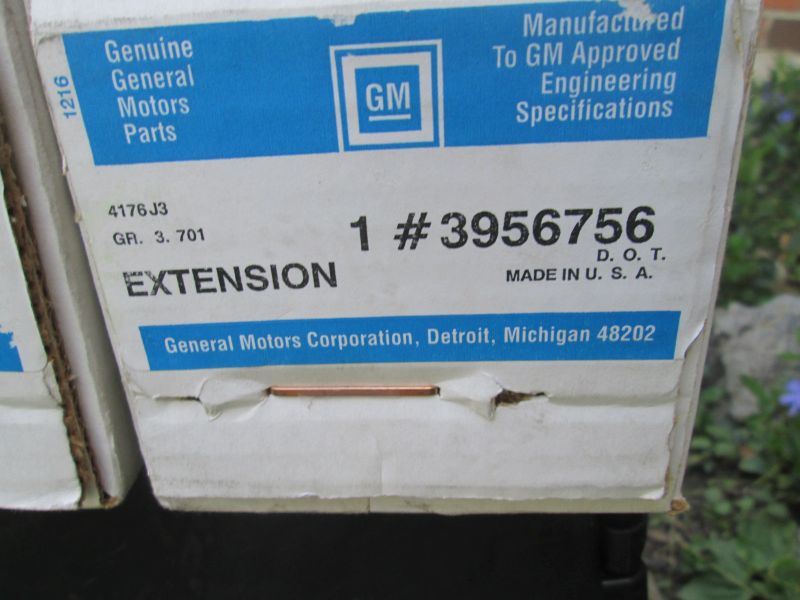 Genuine
General
Motors
Parts
1216
GM
Manufactured
To GM Approved
Engineering
Specifications
4176J3
GR. 3. 701
1 #3956756
D. O. T.
EXTENSION
MADE IN U. S. A.
General Motors Corporation, Detroit, Michigan 48202